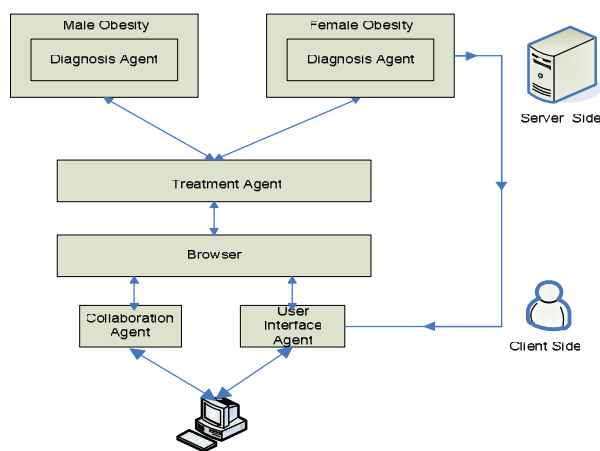 Male Obesity
Diagnosis Agent
Female Obesity
Diagnosis Agent
Server Side
Treatment Agent
Browser
Collaboration
Agent
User
Interface
Agent
Client Side